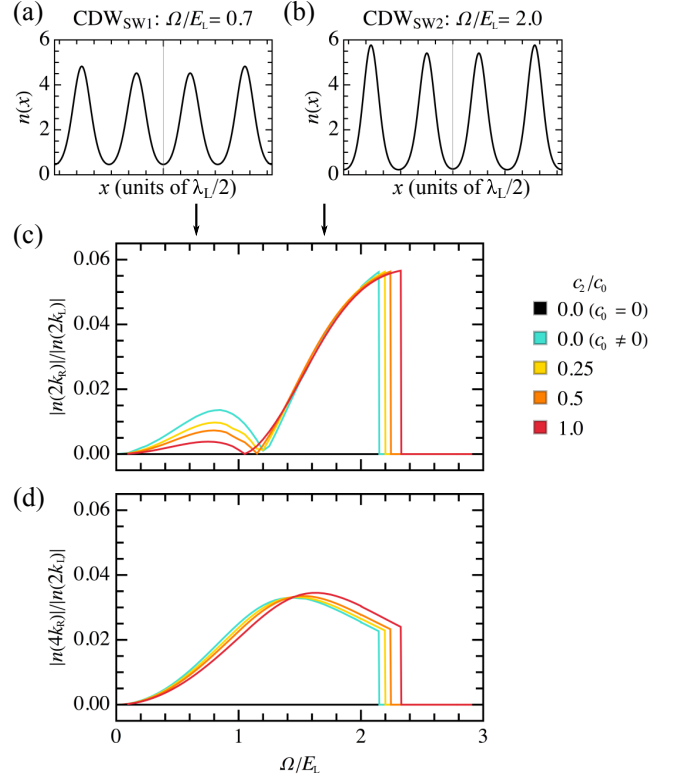 (a) CDW_SW1: Ω/E_L = 0.7
(b) CDW_SW2: Ω/E_L = 2.0
6
4
2
0
n(x)
x (units of λ_L/2)
6
4
2
0
n(x)
x (units of λ_L/2)
(c)
0.06
0.04
0.02
0.00
|n(2k_R)|/|n(2k_L)|
c_2/c_0
0.0 (c_0 = 0)
0.0 (c_0 ≠ 0)
0.25
0.5
1.0
(d)
0.06
0.04
0.02
0.00
|n(4k_R)|/|n(2k_L)|
0 1 2 3
Ω/E_L